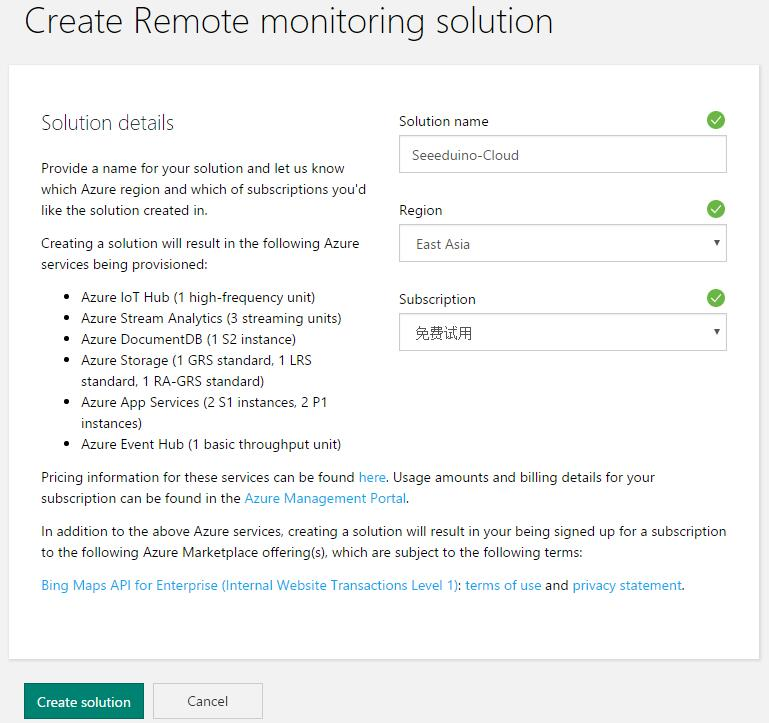 Create Remote monitoring solution
Solution details
Provide a name for your solution and let us know
which Azure region and which of subscriptions you'd
like the solution created in.
Creating a solution will result in the following Azure
services being provisioned:
• Azure IoT Hub (1 high-frequency unit)
• Azure Stream Analytics (3 streaming units)
• Azure DocumentDB (1 S2 instance)
• Azure Storage (1 GRS standard, 1 LRS
standard, 1 RA-GRS standard)
• Azure App Services (2 S1 instances, 2 P1
instances)
• Azure Event Hub (1 basic throughput unit)
Solution name
Seeeduino-Cloud
Region
East Asia
Subscription
免费试用
Pricing information for these services can be found here. Usage amounts and billing details for your
subscription can be found in the Azure Management Portal.
In addition to the above Azure services, creating a solution will result in your being signed up for a subscription
to the following Azure Marketplace offering(s), which are subject to the following terms:
Bing Maps API for Enterprise (Internal Website Transactions Level 1): terms of use and privacy statement.
Create solution
Cancel